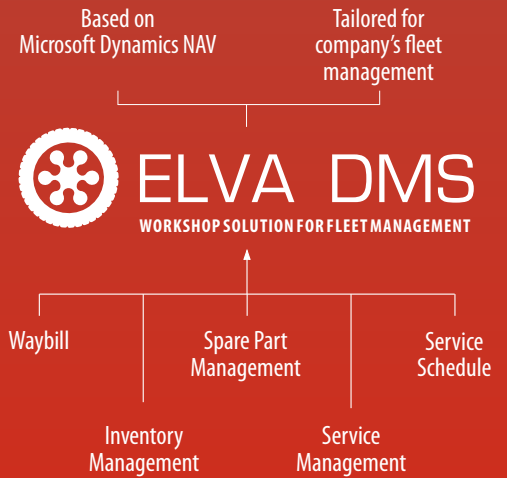 Based on
Microsoft Dynamics NAV
Tailored for
company's fleet
management
ELVA DMS
WORKSHOP SOLUTION FOR FLEET MANAGEMENT
Waybill
Spare Part
Management
Service
Schedule
Inventory
Management
Service
Management